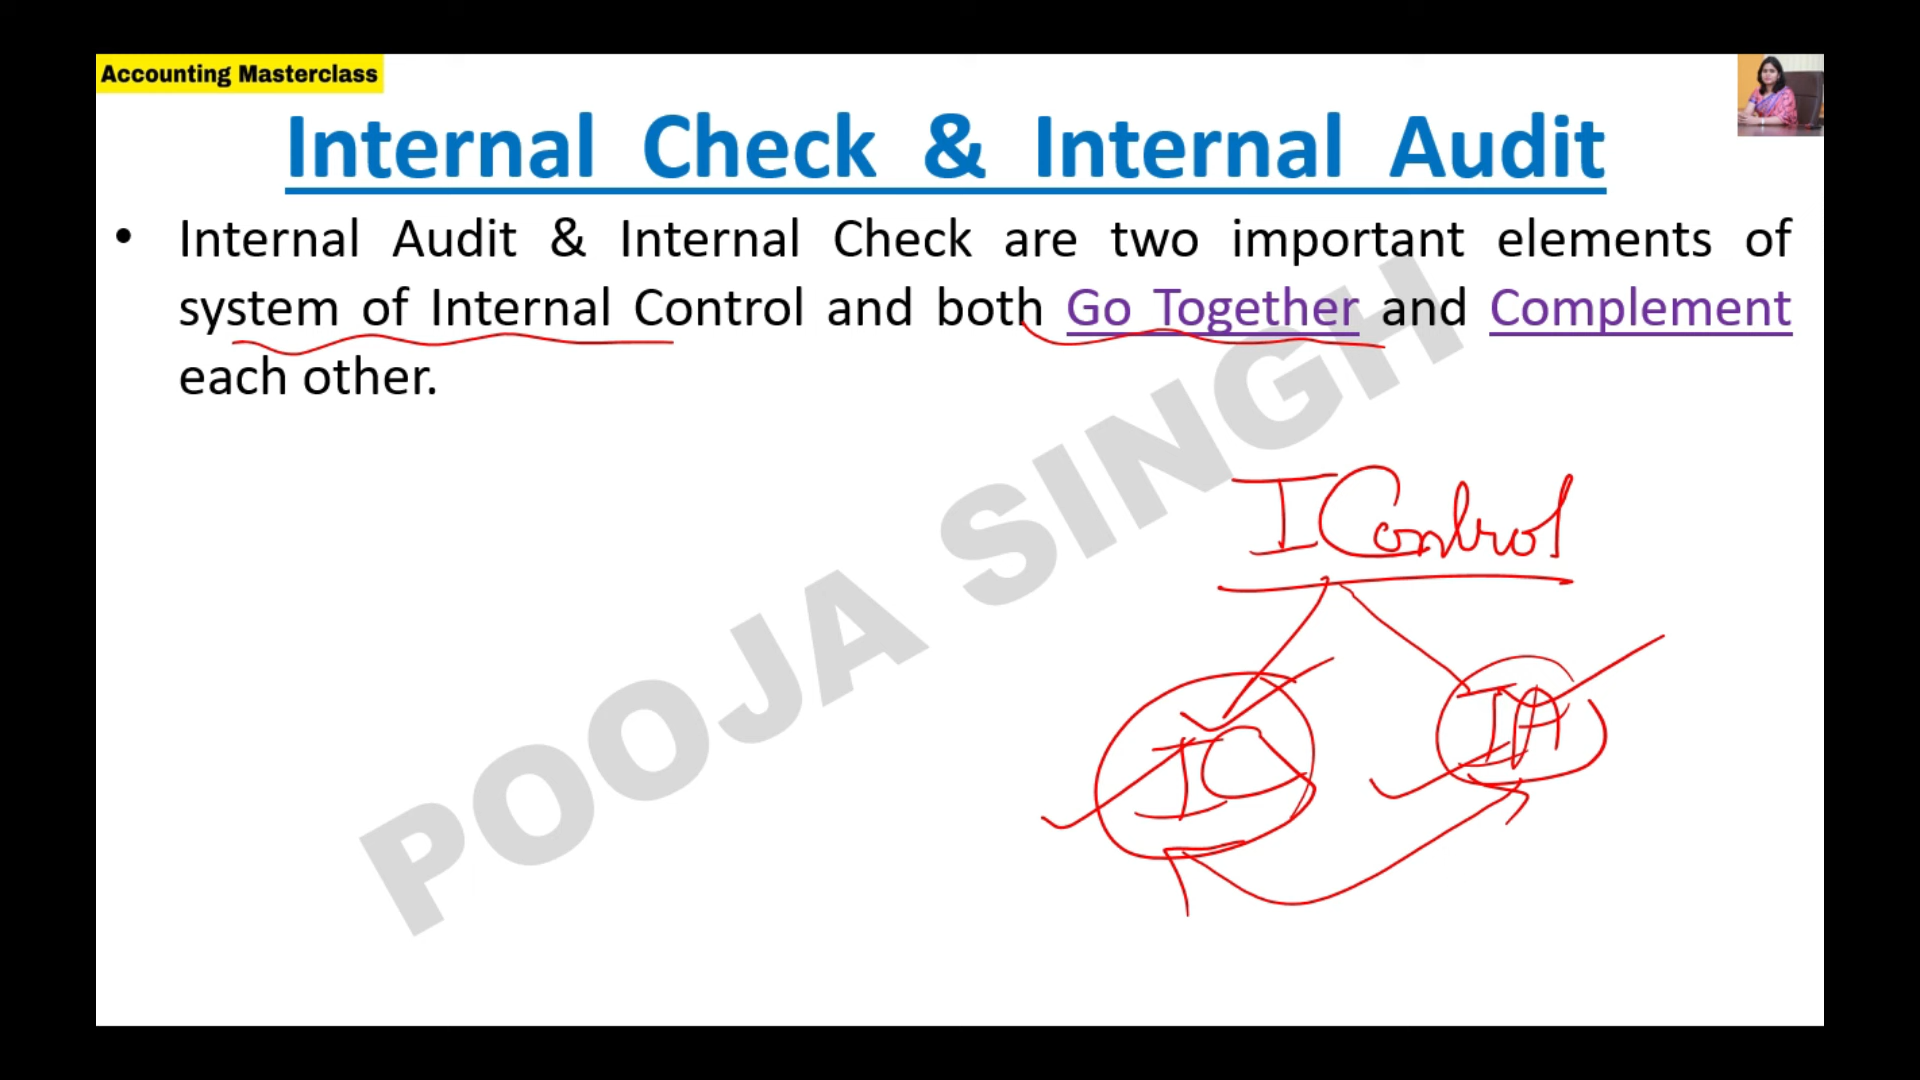 Accounting Masterclass
Internal Check & Internal Audit
• Internal Audit & Internal Check are two important elements of
system of Internal Control and both Go Together and Complement
each other.
POOJA SINGH
I Control
IC
IA